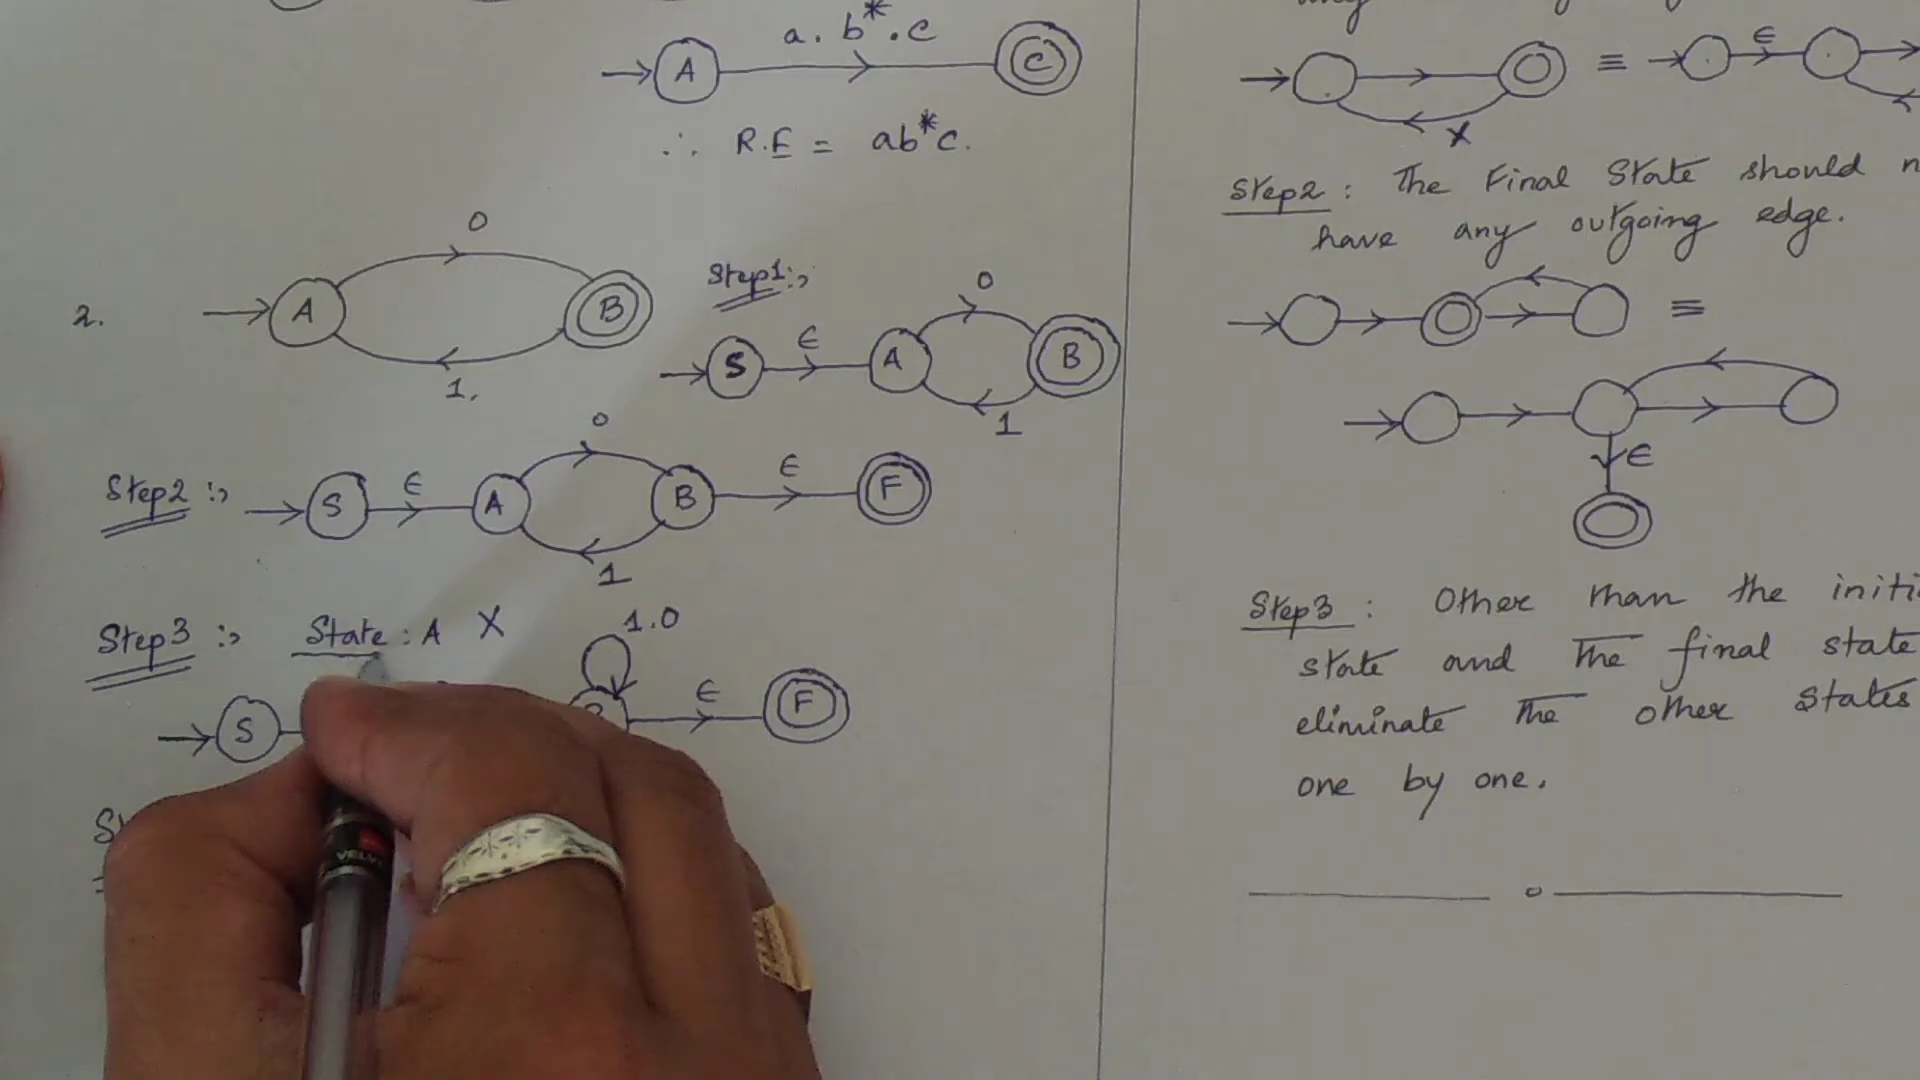 a.b*.c
A
C
∴ R.E = ab*c.
2.
0
A
B
1.
Step1:,
S
ϵ
A
0
B
1
Step2 :,
S
ϵ
A
0
B
1
ϵ
F
Step3 :, State : A X
S
1.0
ϵ
F
VELV
any
≡
ϵ
X
Step2 : The Final State should
have any outgoing edge.
≡
ϵ
Step3 : Other than the
state and the final state
eliminate the other states
one by one.